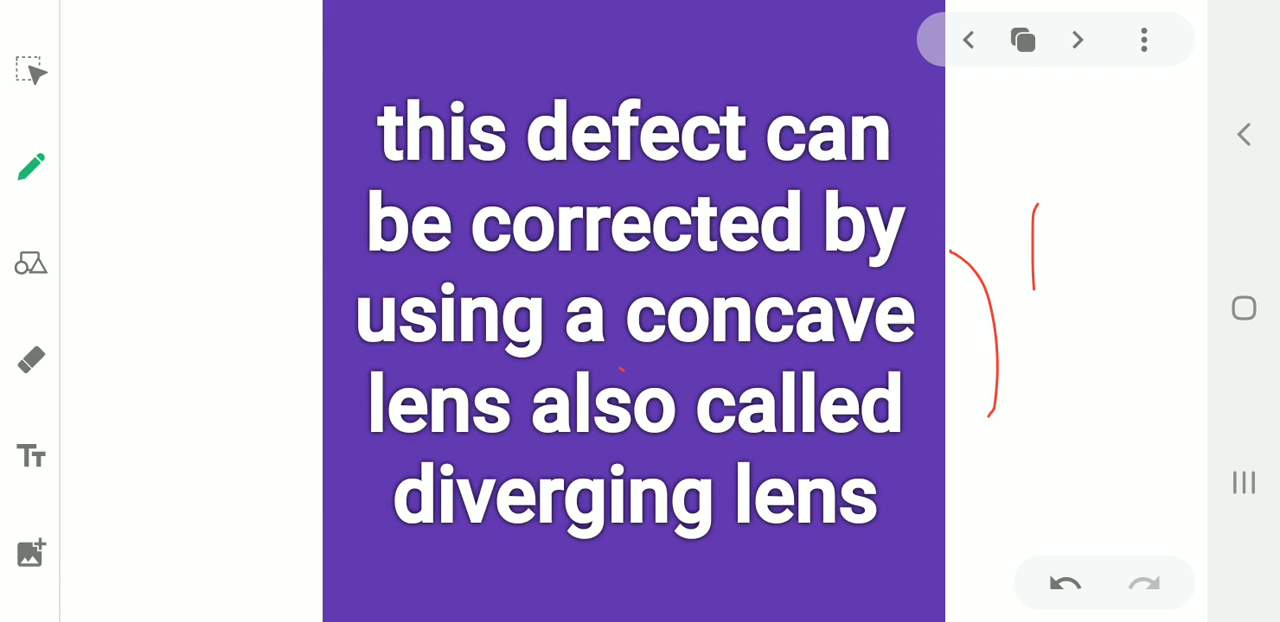 this defect can
be corrected by
using a concave
lens also called
diverging lens